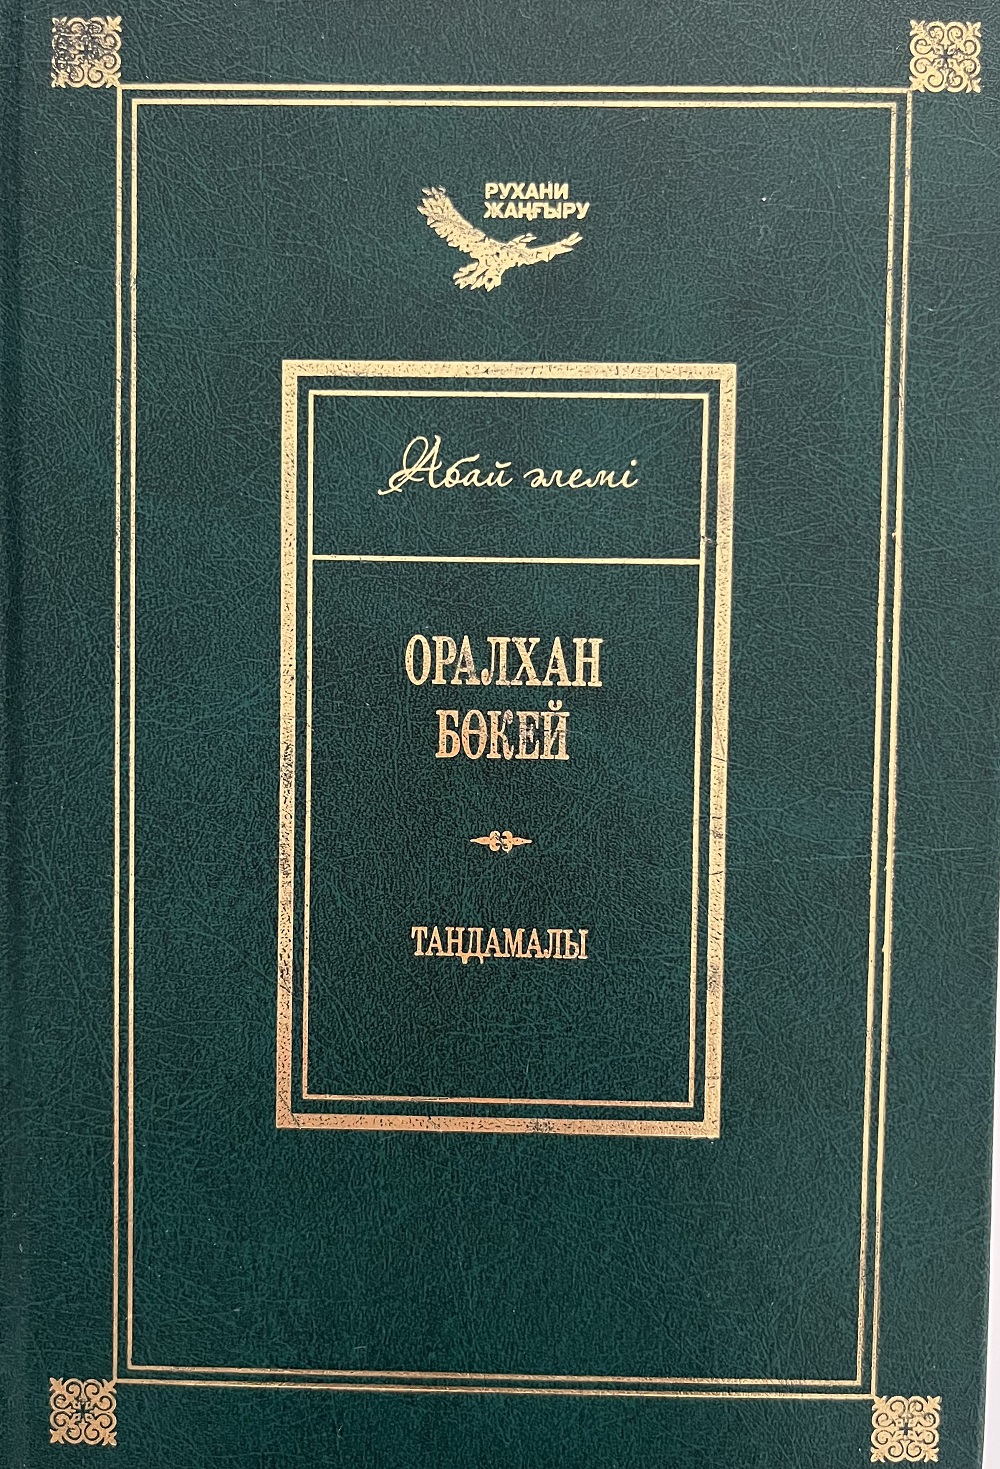 РУХАНИ
ЖАҢҒЫРУ
Абай әлемі
ОРАЛХАН
БӨКЕЙ
ТАҢДАМАЛЫ